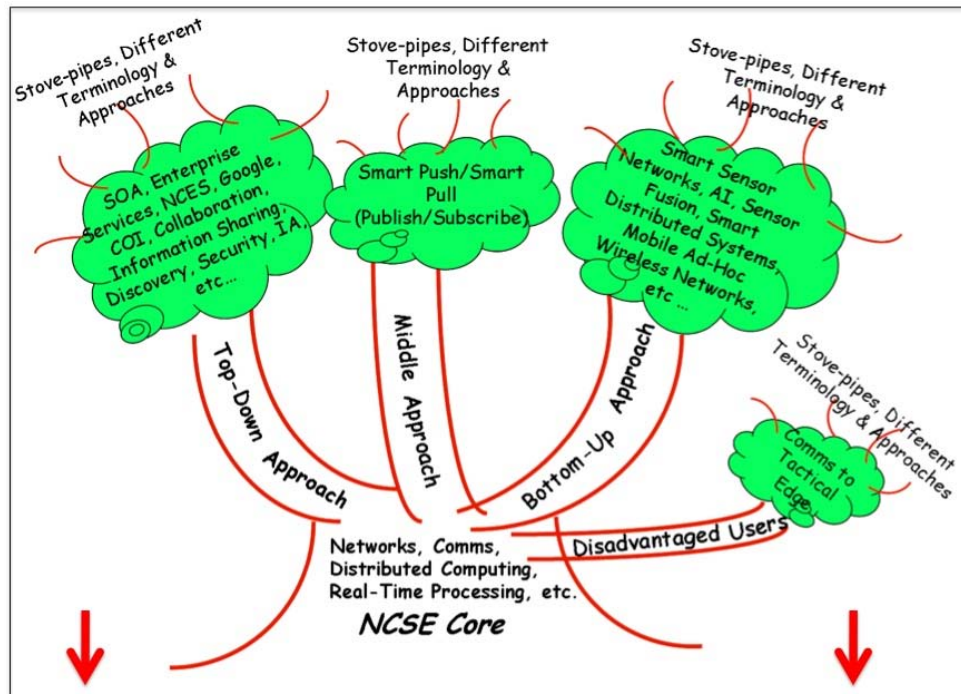 Stove-pipes, Different
Terminology &
Approaches
SOA, Enterprise
Services, NCES, Google,
COI, Collaboration,
Information Sharing,
Discovery, Security, IA,
etc...
Stove-pipes, Different
Terminology &
Approaches
Smart Push/Smart
Pull
(Publish/Subscribe)
Stove-pipes, Different
Terminology &
Approaches
Smart Sensor
Networks, AI, Sensor
Fusion, Smart
Distributed Systems,
Mobile Ad-Hoc
Wireless Networks,
etc ...
Top-Down Approach
Middle Approach
Bottom-Up Approach
Stove-pipes, Different
Terminology & Approaches
Comms to
Tactical
Edge
Disadvantaged Users
Networks, Comms,
Distributed Computing,
Real-Time Processing, etc.
NCSE Core